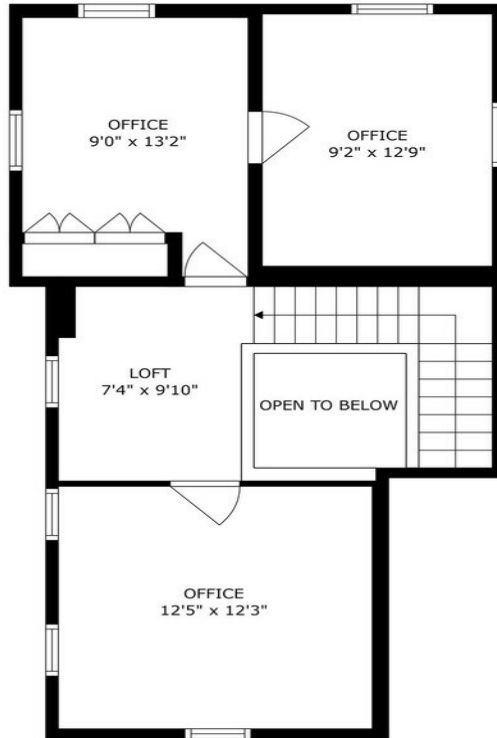 OFFICE
9'0" x 13'2"
OFFICE
9'2" x 12'9"
LOFT
7'4" x 9'10"
OPEN TO BELOW
OFFICE
12'5" x 12'3"